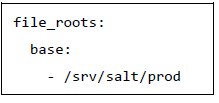 file_roots:
  base:
    - /srv/salt/prod